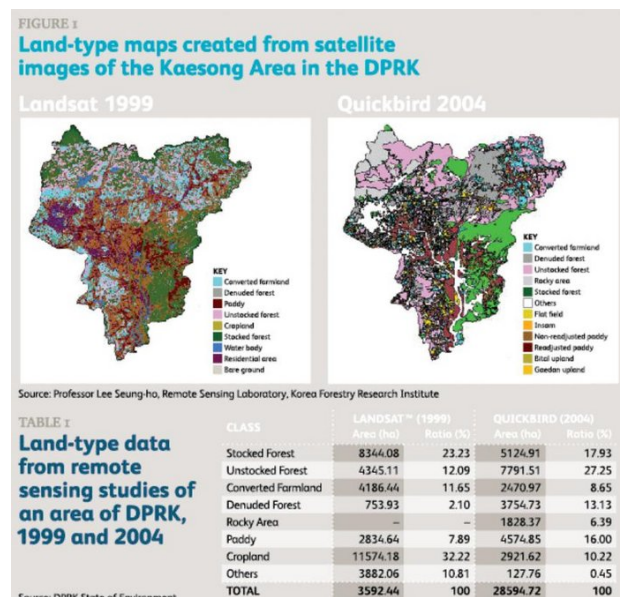 FIGURE 1
Land-type maps created from satellite
images of the Kaesong Area in the DPRK
Landsat 1999
Quickbird 2004
KEY
Converted farmland
Denuded forest
Paddy
Unstocked forest
Cropland
Stocked forest
Water body
Residential area
Bare ground
KEY
Converted farmland
Denuded forest
Unstocked forest
Rocky area
Stocked forest
Others
Flat field
Insam
Non-readjusted paddy
Readjusted paddy
Bital upland
Gaedan upland
Source: Professor Lee Seung-ho, Remote Sensing Laboratory, Korea Forestry Research Institute
TABLE 1
Land-type data
from remote
sensing studies of
an area of DPRK,
1999 and 2004
CLASS LANDSAT™ (1999) QUICKBIRD (2004)
Area (ha) Ratio (%) Area (ha) Ratio (%)
Stocked Forest 8344.08 23.23 5124.91 17.93
Unstocked Forest 4345.11 12.09 7791.51 27.25
Converted Farmland 4186.44 11.65 2470.97 8.65
Denuded Forest 753.93 2.10 3754.73 13.13
Rocky Area – – 1828.37 6.39
Paddy 2834.64 7.89 4574.85 16.00
Cropland 11574.18 32.22 2921.62 10.22
Others 3882.06 10.81 127.76 0.45
TOTAL 3592.44 100 28594.72 100
Source: DPRK State of Environment